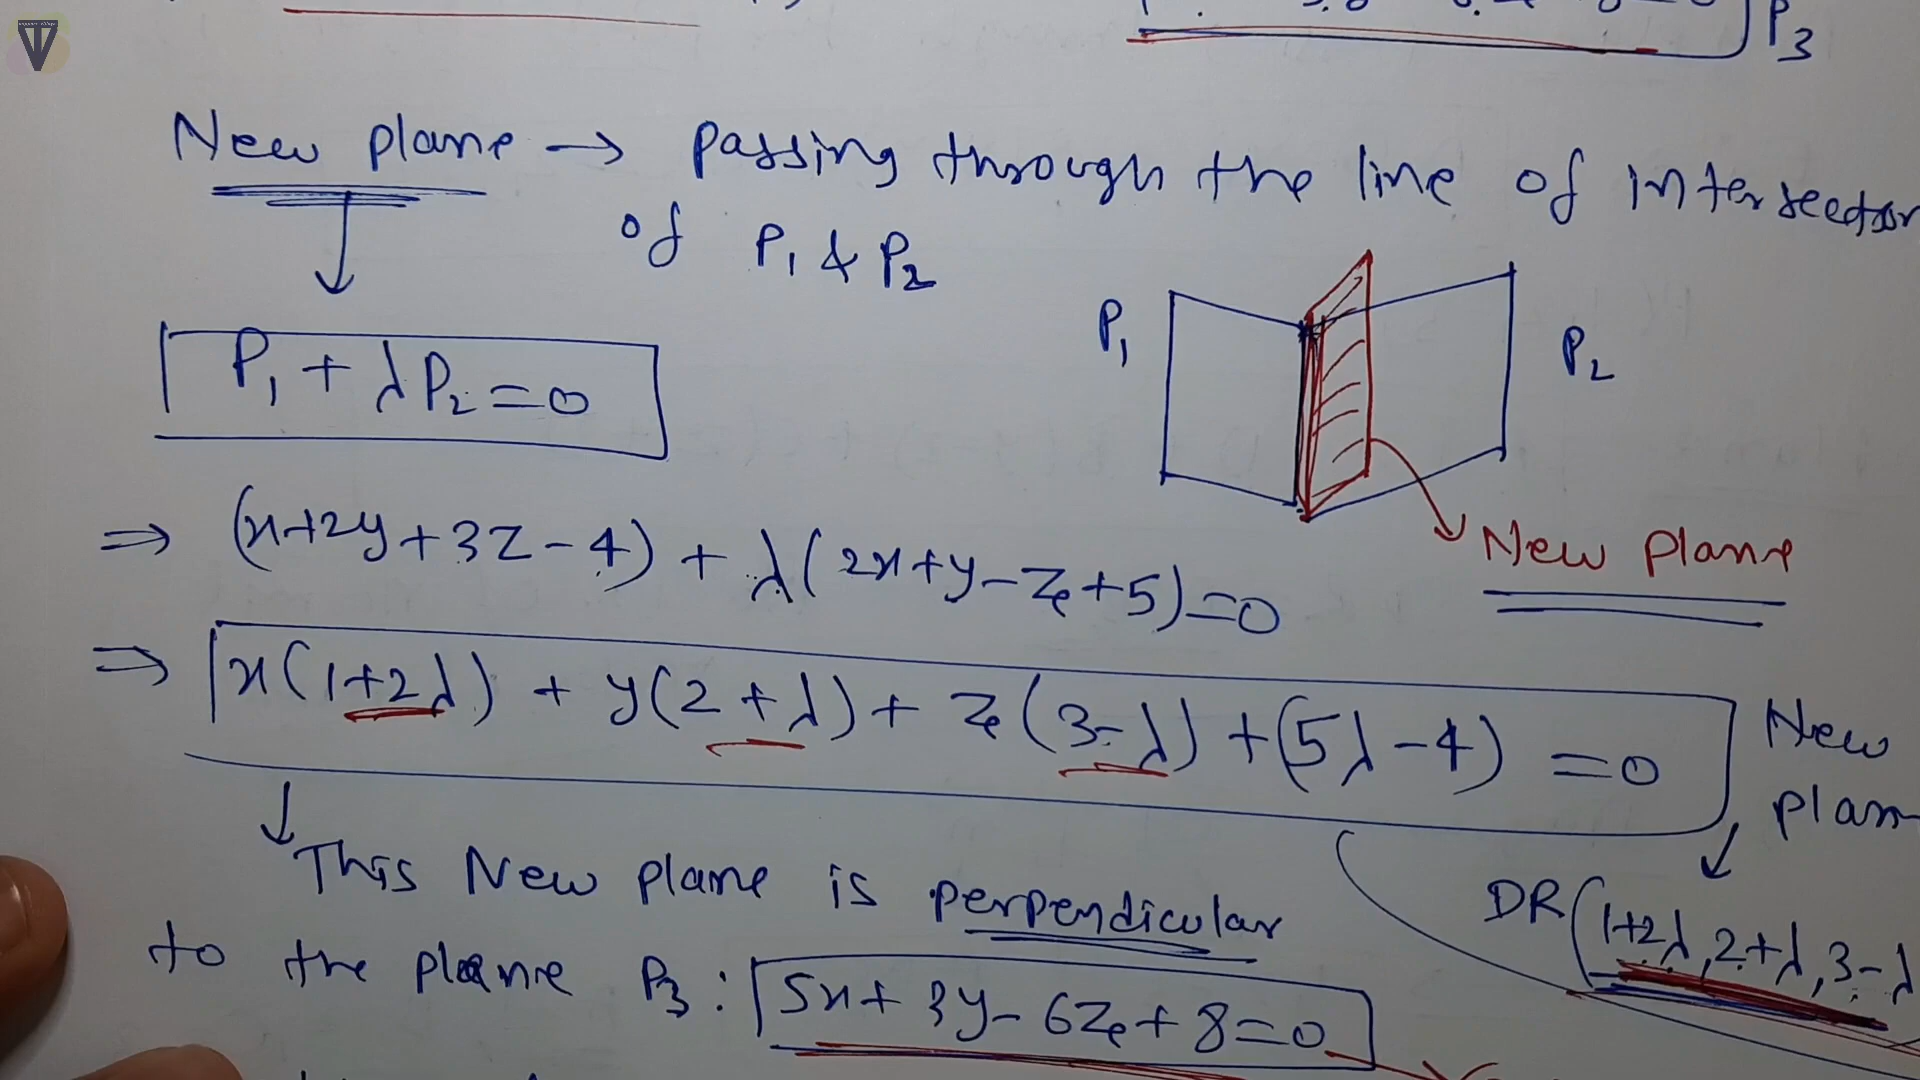 P3
New plane → passing through the line of intersection
of P1 & P2
P1 + λP2 = 0
P1
P2
New Plane
⇒ (x+2y+3z-4) + λ(2x+y-z+5)=0
⇒ x(1+2λ) + y(2+λ) + z(3-λ) + (5λ-4) = 0
New
plan
↓ This New plane is perpendicular
DR(1+2λ, 2+λ, 3-λ
to the plane P3: 5x+3y-6z+8=0